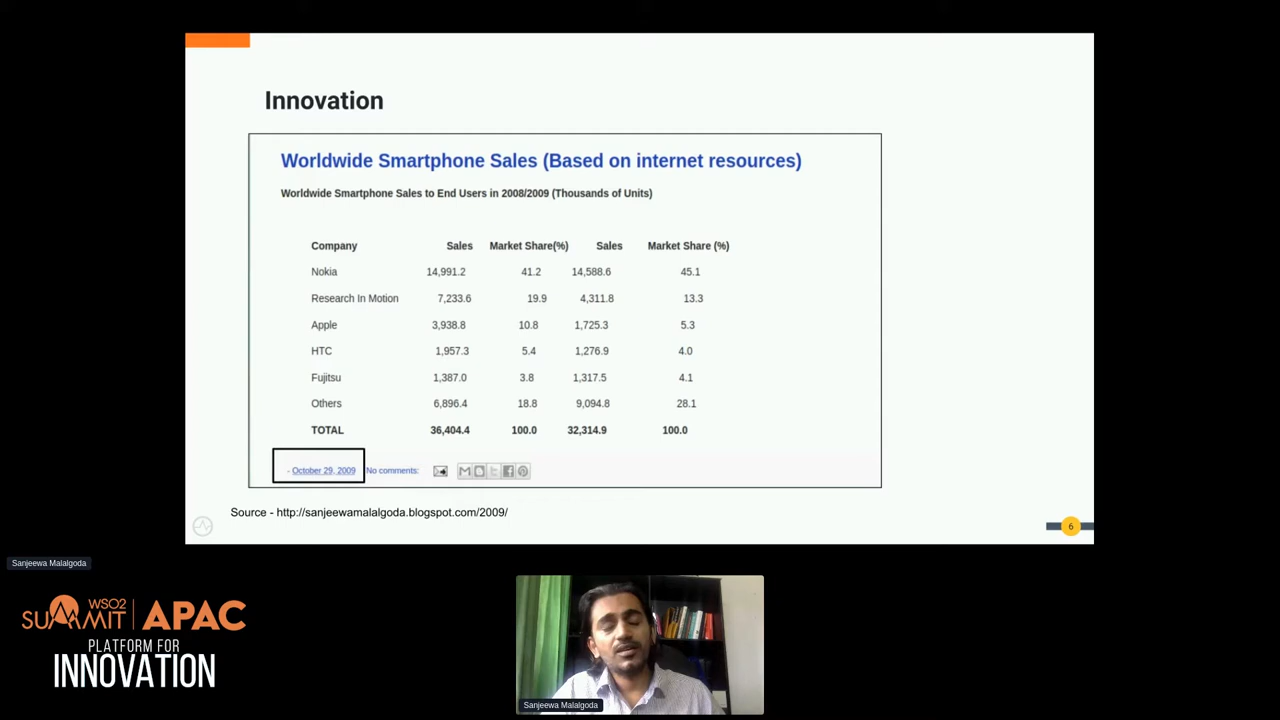 Innovation
Worldwide Smartphone Sales (Based on internet resources)
Worldwide Smartphone Sales to End Users in 2008/2009 (Thousands of Units)
Company Sales Market Share(%) Sales Market Share (%)
Nokia 14,991.2 41.2 14,588.6 45.1
Research In Motion 7,233.6 19.9 4,311.8 13.3
Apple 3,938.8 10.8 1,725.3 5.3
HTC 1,957.3 5.4 1,276.9 4.0
Fujitsu 1,387.0 3.8 1,317.5 4.1
Others 6,896.4 18.8 9,094.8 28.1
TOTAL 36,404.4 100.0 32,314.9 100.0
- October 29, 2009 No comments:
Source - http://sanjeewamalalgoda.blogspot.com/2009/
6
Sanjeewa Malalgoda
WSO2
SUMMIT APAC
PLATFORM FOR
INNOVATION
Sanjeewa Malalgoda